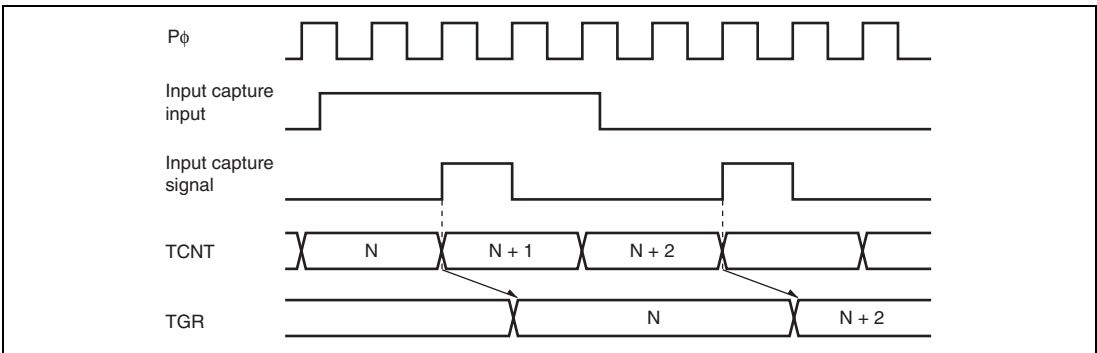 Pϕ
Input capture
input
Input capture
signal
TCNT
N
N + 1
N + 2
TGR
N
N + 2